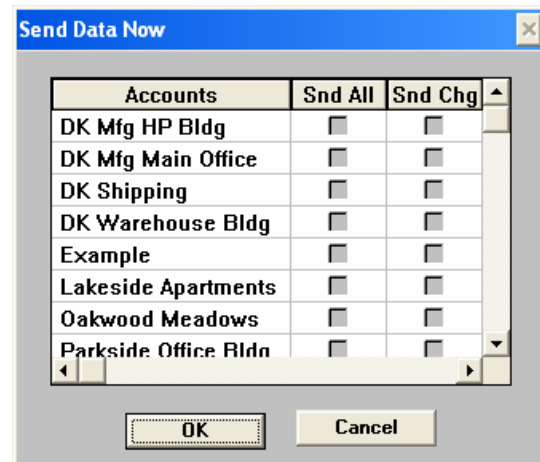 Send Data Now
Accounts Snd All Snd Chg
DK Mfg HP Bldg
DK Mfg Main Office
DK Shipping
DK Warehouse Bldg
Example
Lakeside Apartments
Oakwood Meadows
Parkside Office Bldg
OK Cancel